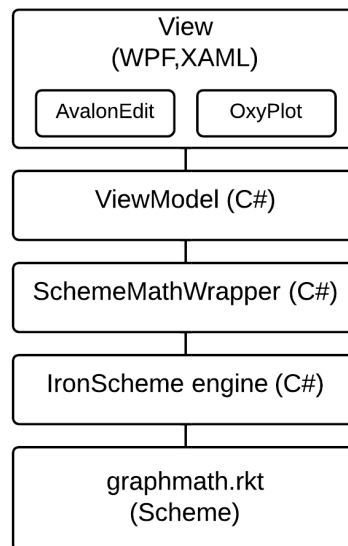 View
(WPF,XAML)
AvalonEdit OxyPlot
ViewModel (C#)
SchemeMathWrapper (C#)
IronScheme engine (C#)
graphmath.rkt
(Scheme)